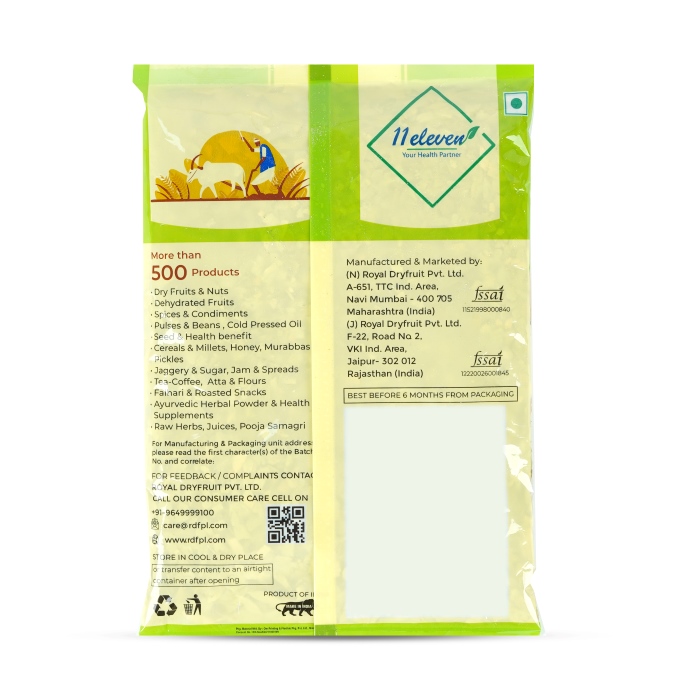 11 eleven
Your Health Partner
More than
500 Products
· Dry Fruits & Nuts
· Dehydrated Fruits
· Spices & Condiments
· Pulses & Beans , Cold Pressed Oil
· Seed & Health benefit
· Cereals & Millets, Honey, Murabbas
Pickles
· Jaggery & Sugar, Jam & Spreads
· Tea-Coffee, Atta & Flours
· Falhari & Roasted Snacks
· Ayurvedic Herbal Powder & Health
Supplements
· Raw Herbs, Juices, Pooja Samagri
For Manufacturing & Packaging unit address
please read the first character(s) of the Batch
No. and correlate:
FOR FEEDBACK / COMPLAINTS CONTAC
ROYAL DRYFRUIT PVT. LTD.
CALL OUR CONSUMER CARE CELL ON
+91-9649999100
care@rdfpl.com
www.rdfpl.com
STORE IN COOL & DRY PLACE
or transfer content to an airtight
container after opening
PRODUCT OF I
MAKE IN INDIA
Manufactured & Marketed by:
(N) Royal Dryfruit Pvt. Ltd.
A-651, TTC Ind. Area,
Navi Mumbai - 400 705
Maharashtra (India)
fssai
11521998000840
(J) Royal Dryfruit Pvt. Ltd.
F-22, Road No 2,
VKI Ind. Area,
Jaipur- 302 012
Rajasthan (India)
fssai
12220026001845
BEST BEFORE 6 MONTHS FROM PACKAGING